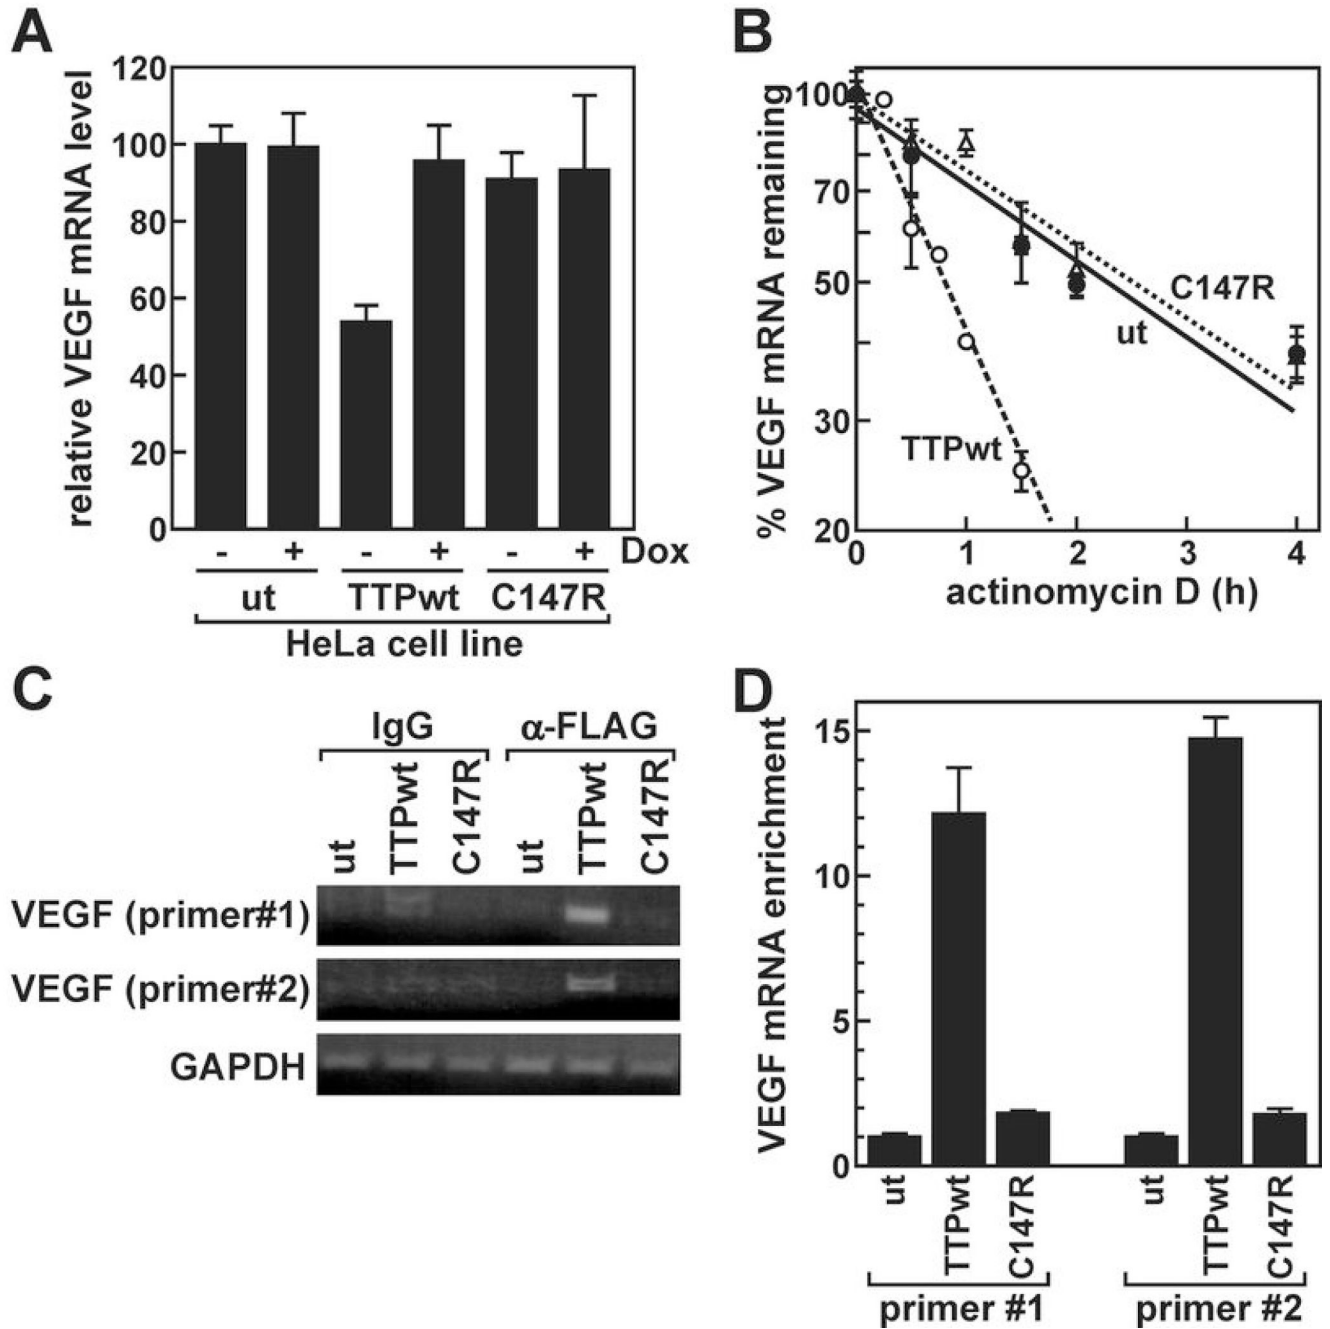 A
relative VEGF mRNA level
120
100
80
60
40
20
0
- + - + - + Dox
ut TTPwt C147R
HeLa cell line
B
% VEGF mRNA remaining
100
70
50
30
20
C147R
ut
TTPwt
0 1 2 3 4
actinomycin D (h)
C
IgG α-FLAG
ut TTPwt C147R ut TTPwt C147R
VEGF (primer#1)
VEGF (primer#2)
GAPDH
D
VEGF mRNA enrichment
15
10
5
0
ut TTPwt C147R ut TTPwt C147R
primer #1 primer #2